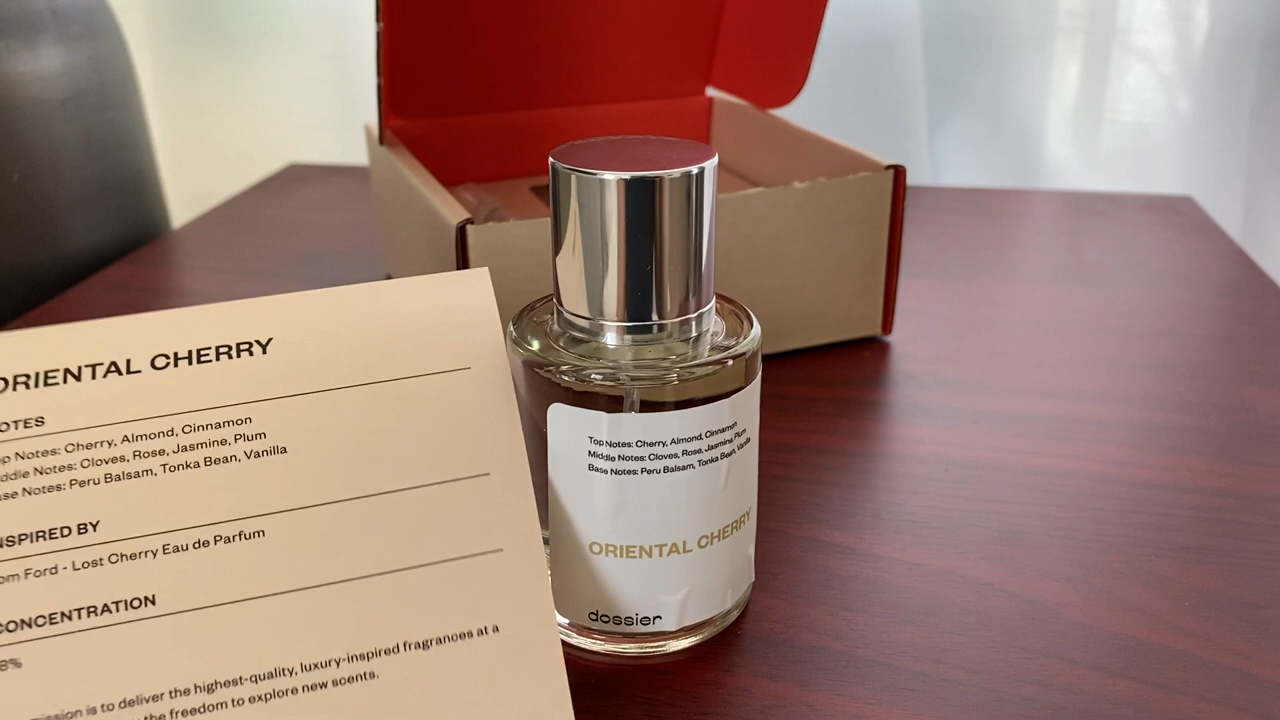 ORIENTAL CHERRY
OTES
op Notes: Cherry, Almond, Cinnamon
ddle Notes: Cloves, Rose, Jasmine, Plum
ase Notes: Peru Balsam, Tonka Bean, Vanilla
NSPIRED BY
om Ford - Lost Cherry Eau de Parfum
CONCENTRATION
8%
mission is to deliver the highest-quality, luxury-inspired fragrances at a
the freedom to explore new scents.
Top Notes: Cherry, Almond, Cinnamon
Middle Notes: Cloves, Rose, Jasmine, Plum
Base Notes: Peru Balsam, Tonka Bean, Vanilla
ORIENTAL CHERRY
dossier